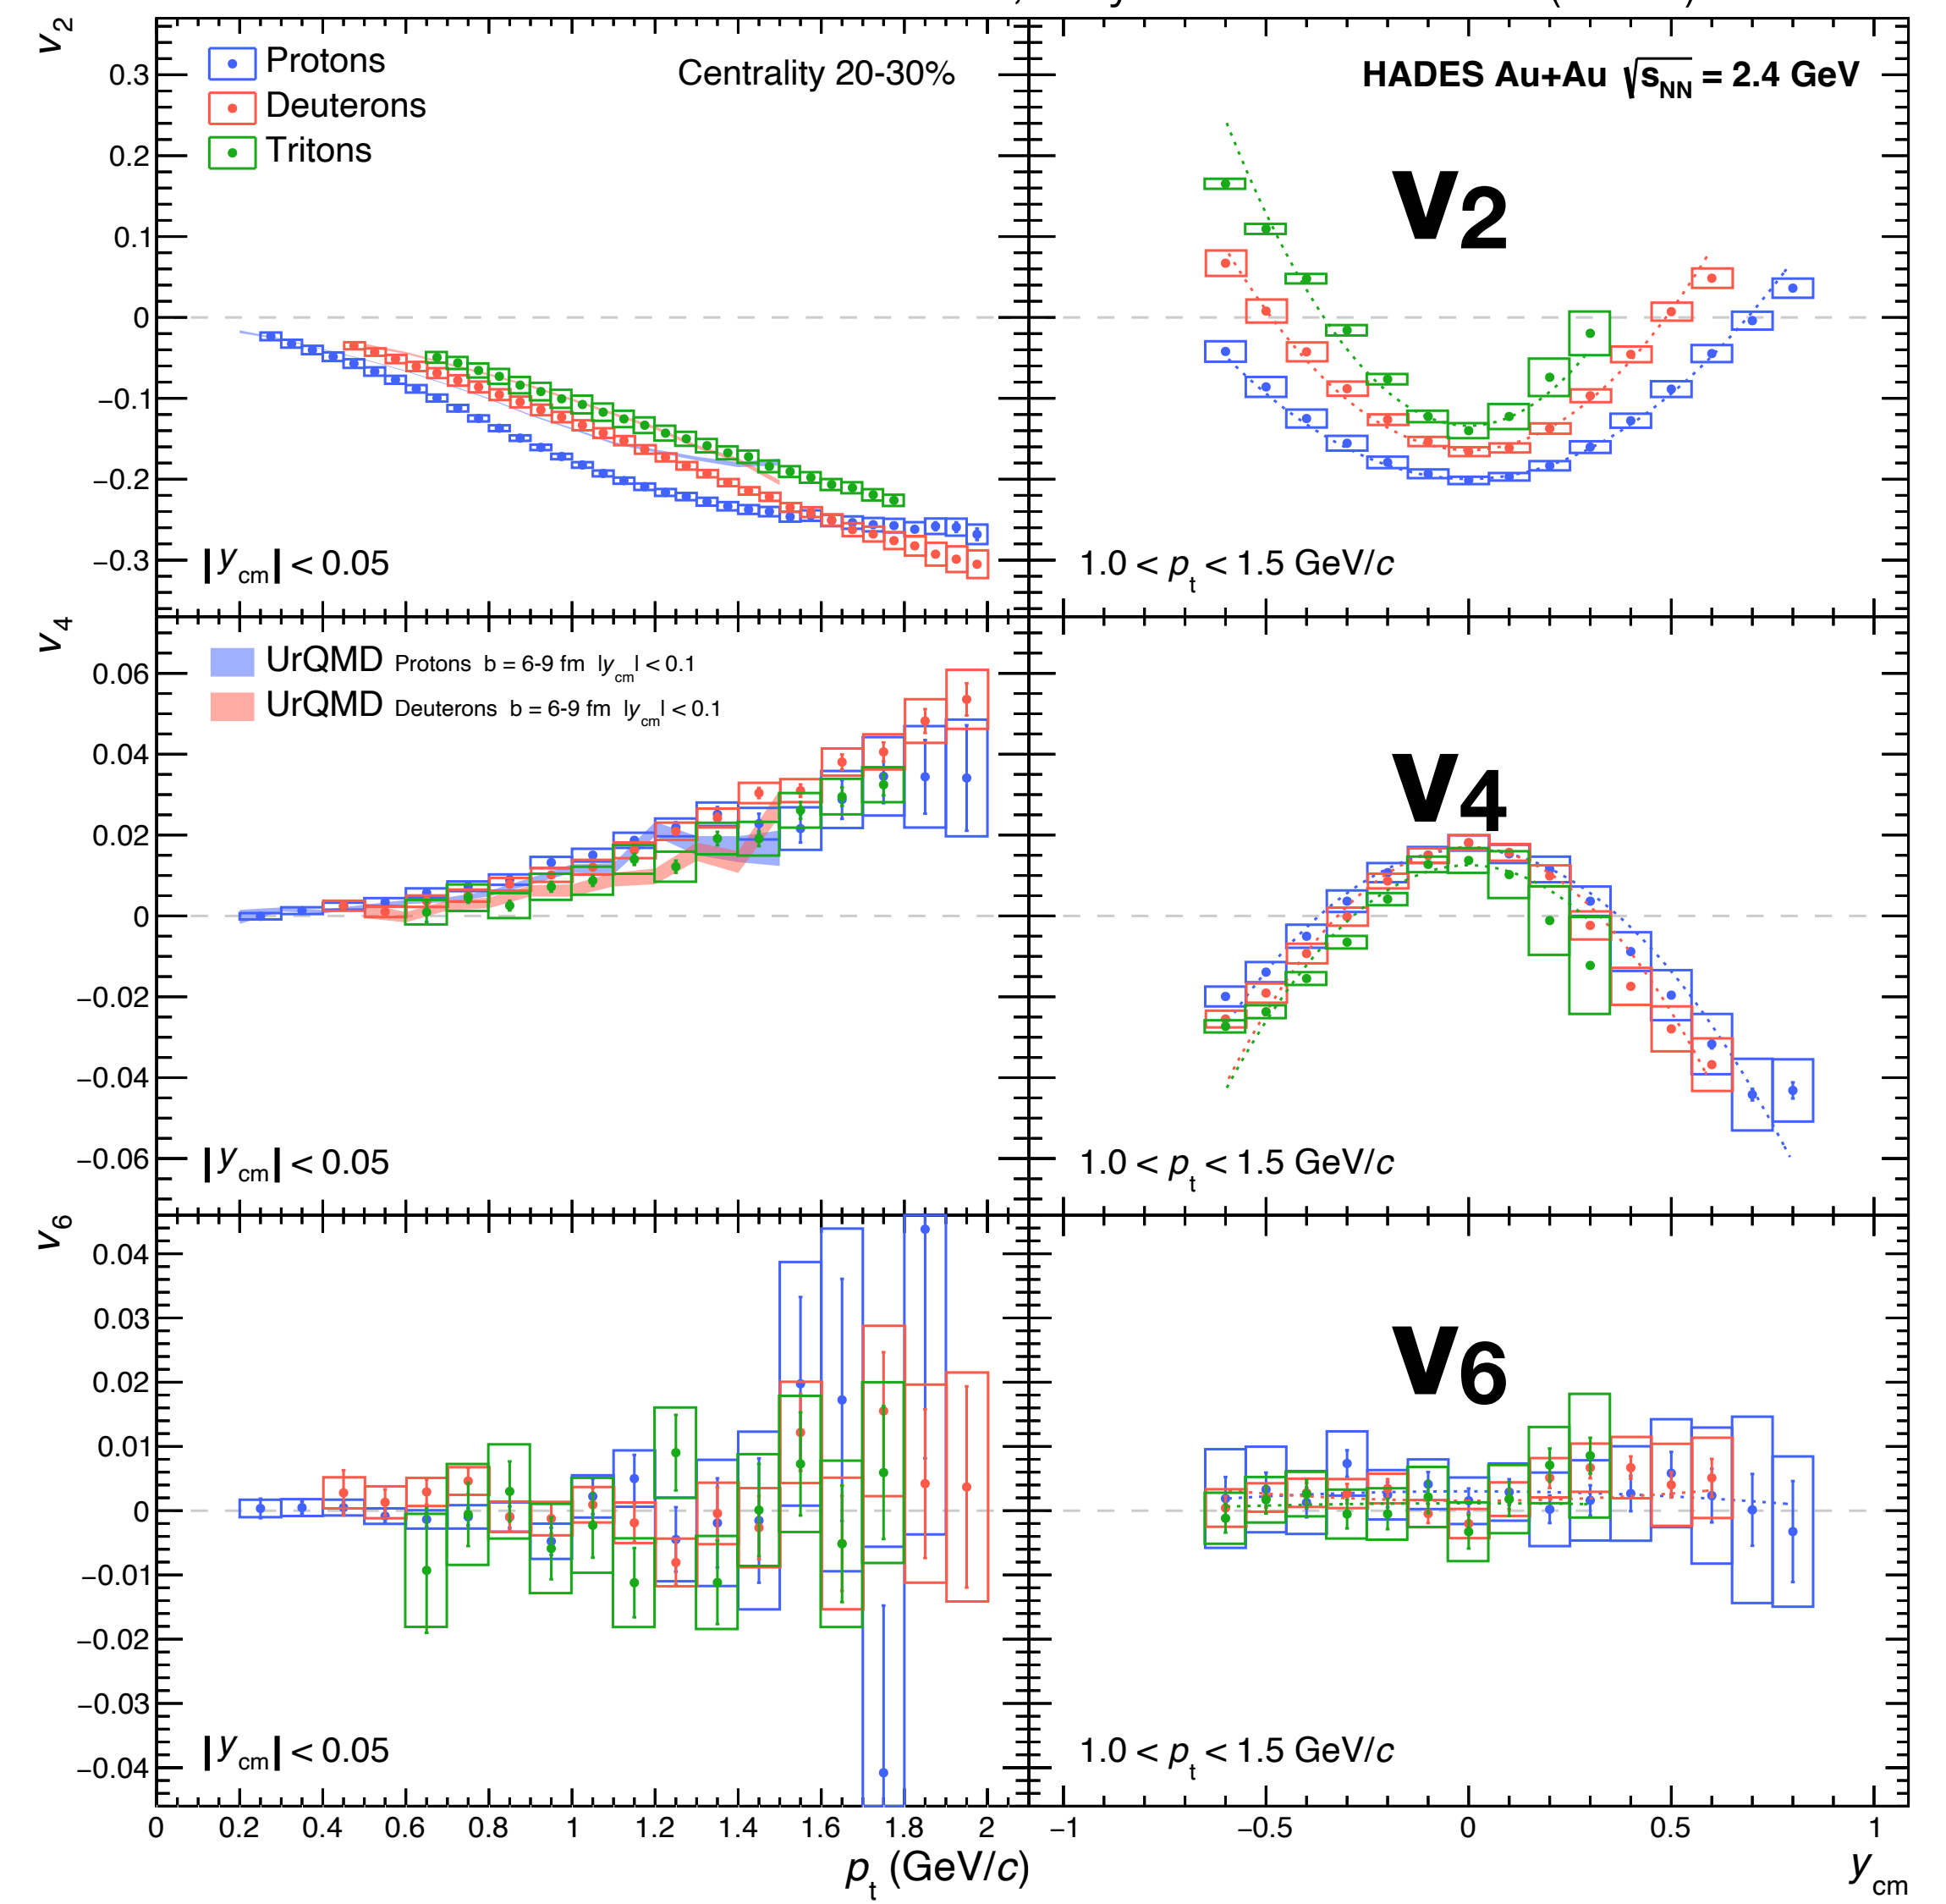 v2
0.3
0.2
0.1
0
−0.1
−0.2
−0.3
Protons
Deuterons
Tritons
Centrality 20-30%
|ycm| < 0.05
HADES Au+Au √sNN = 2.4 GeV
v2
1.0 < pt < 1.5 GeV/c
v4
0.06
0.04
0.02
0
−0.02
−0.04
−0.06
UrQMD Protons b = 6-9 fm |ycm| < 0.1
UrQMD Deuterons b = 6-9 fm |ycm| < 0.1
|ycm| < 0.05
v4
1.0 < pt < 1.5 GeV/c
v6
0.04
0.03
0.02
0.01
0
−0.01
−0.02
−0.03
−0.04
|ycm| < 0.05
v6
1.0 < pt < 1.5 GeV/c
0 0.2 0.4 0.6 0.8 1 1.2 1.4 1.6 1.8 2
−1 −0.5 0 0.5 1
pt (GeV/c)
ycm